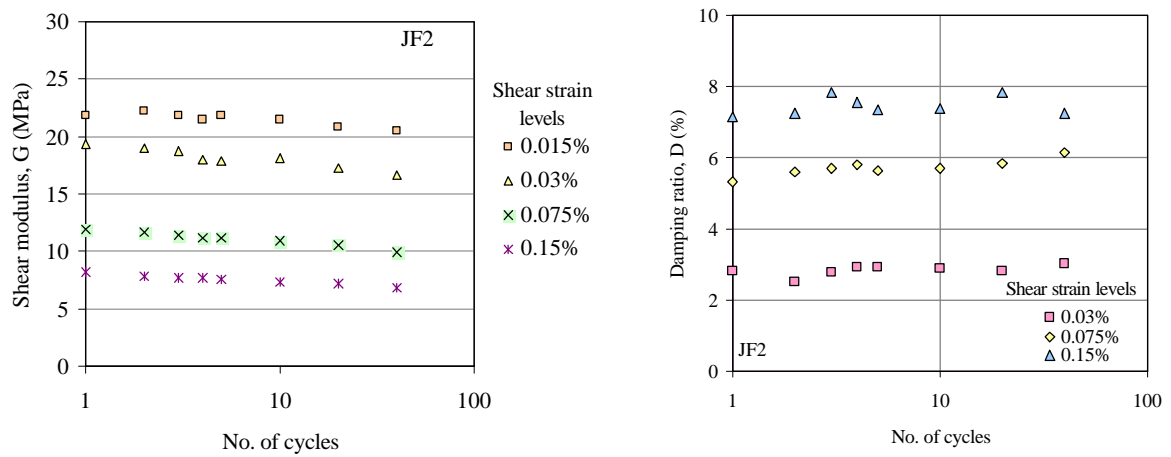 JF2
30
25
20
15
10
5
0
Shear modulus, G (MPa)
1
10
100
No. of cycles
Shear strain
levels
0.015%
0.03%
0.075%
0.15%
10
8
6
4
2
0
Damping ratio, D (%)
Shear strain levels
0.03%
0.075%
0.15%
JF2
1
10
100
No. of cycles